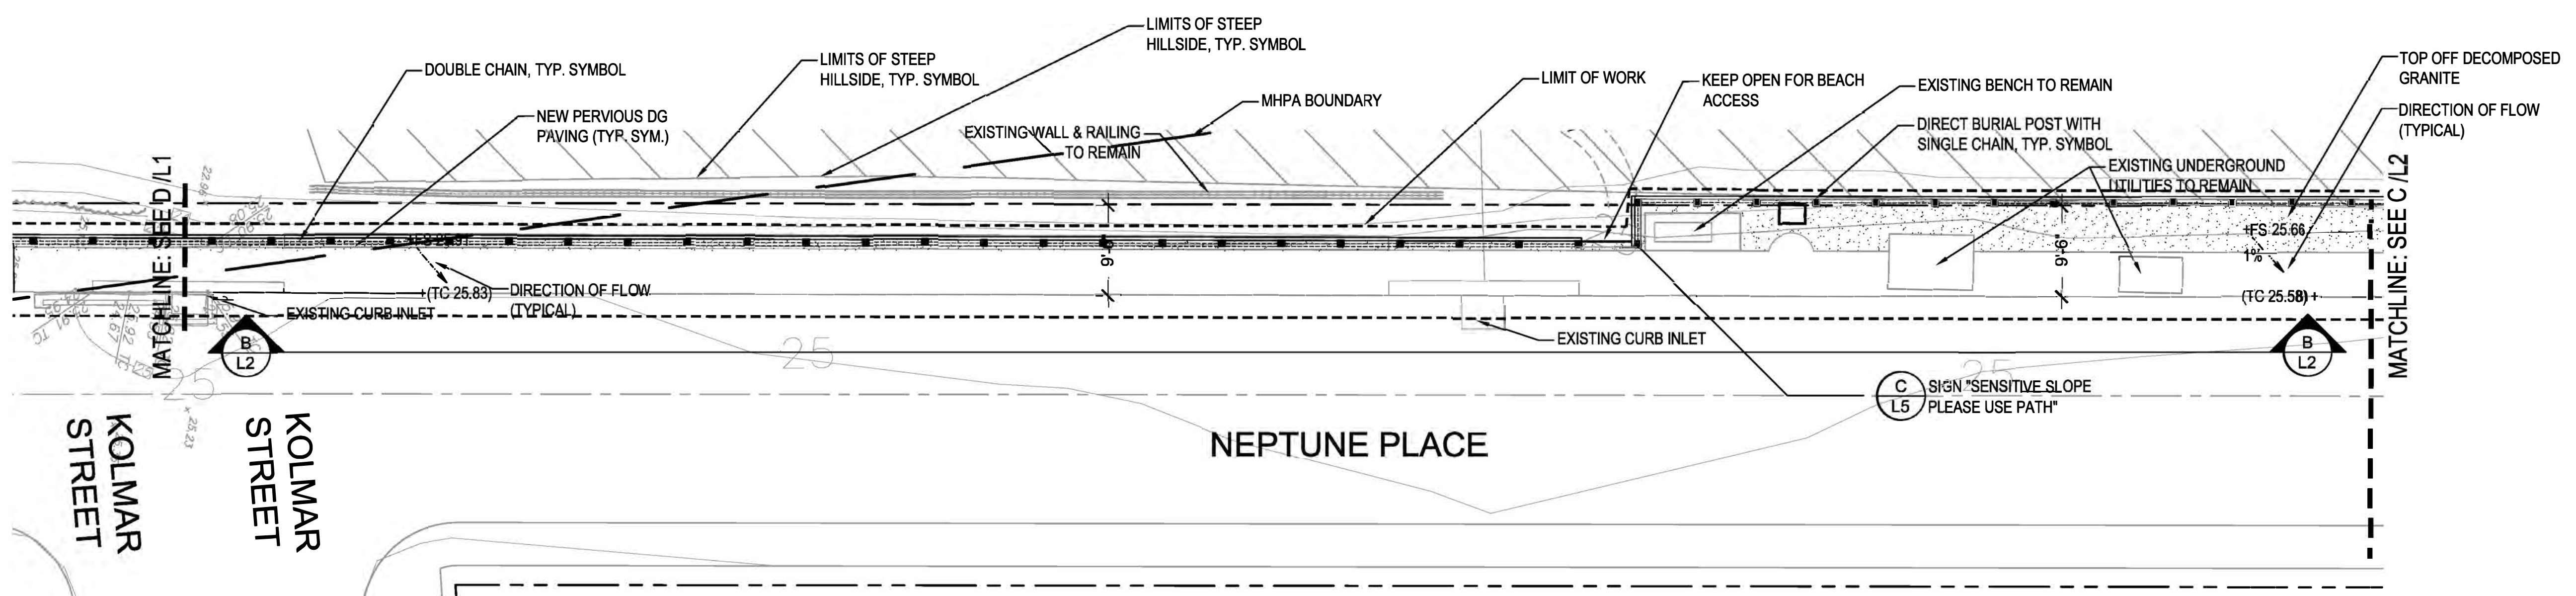 LIMITS OF STEEP
HILLSIDE, TYP. SYMBOL
LIMITS OF STEEP
HILLSIDE, TYP. SYMBOL
DOUBLE CHAIN, TYP. SYMBOL
NEW PERVIOUS DG
PAVING (TYP. SYM.)
MHPA BOUNDARY
EXISTING WALL & RAILING
TO REMAIN
LIMIT OF WORK
KEEP OPEN FOR BEACH
ACCESS
EXISTING BENCH TO REMAIN
DIRECT BURIAL POST WITH
SINGLE CHAIN, TYP. SYMBOL
EXISTING UNDERGROUND
UTILITIES TO REMAIN
TOP OFF DECOMPOSED
GRANITE
DIRECTION OF FLOW
(TYPICAL)
MATCHLINE: SEE D /L1
MATCHLINE: SEE C /L2
22.96
+FS 25.66
1%
(TC 25.58) +
9'-6"
9'-6"
+(TC 25.83)
DIRECTION OF FLOW
(TYPICAL)
EXISTING CURB INLET
EXISTING CURB INLET
B
L2
B
L2
25
25
25
C
L5
SIGN "SENSITIVE SLOPE
PLEASE USE PATH"
+ 25.23
KOLMAR
STREET
KOLMAR
STREET
NEPTUNE PLACE